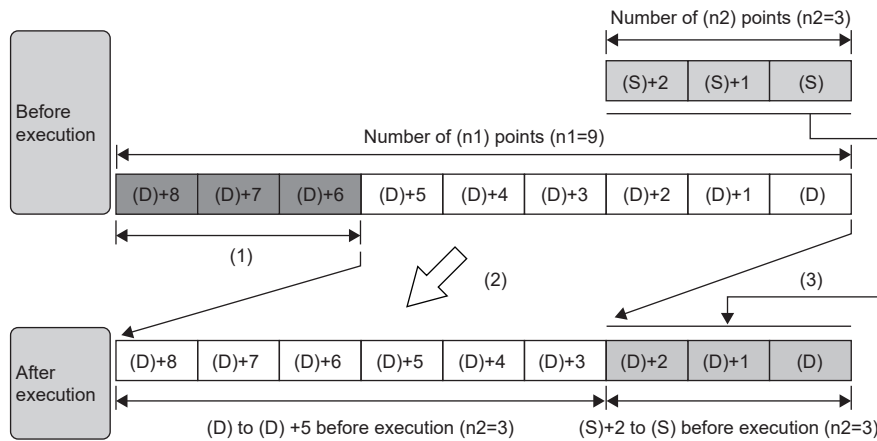 Number of (n2) points (n2=3)
(S)+2 (S)+1 (S)
Before
execution
Number of (n1) points (n1=9)
(D)+8 (D)+7 (D)+6 (D)+5 (D)+4 (D)+3 (D)+2 (D)+1 (D)
(1)
(2)
(3)
After
execution
(D)+8 (D)+7 (D)+6 (D)+5 (D)+4 (D)+3 (D)+2 (D)+1 (D)
(D) to (D) +5 before execution (n2=3)
(S)+2 to (S) before execution (n2=3)